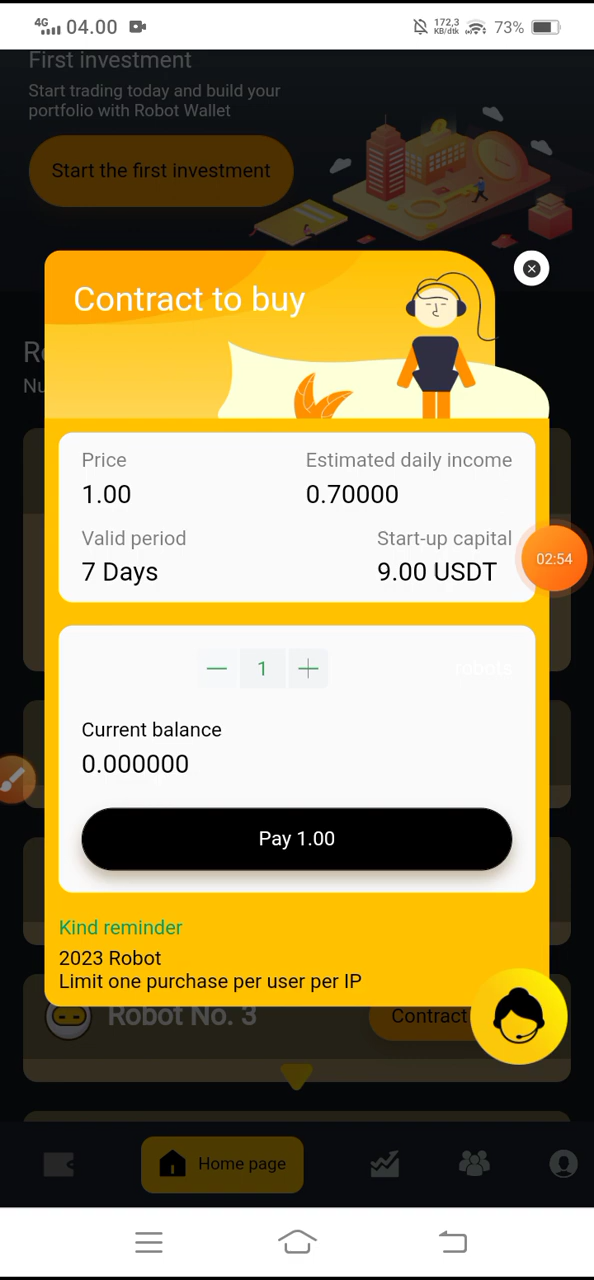 4G 04.00 172,3 KB/dtk 73%
First investment
Start trading today and build your
portfolio with Robot Wallet
Start the first investment
Contract to buy
Price Estimated daily income
1.00 0.70000
Valid period Start-up capital
7 Days 9.00 USDT
02:54
1 robots
Current balance
0.000000
Pay 1.00
Kind reminder
2023 Robot
Limit one purchase per user per IP
Robot No. 3 Contract
Home page